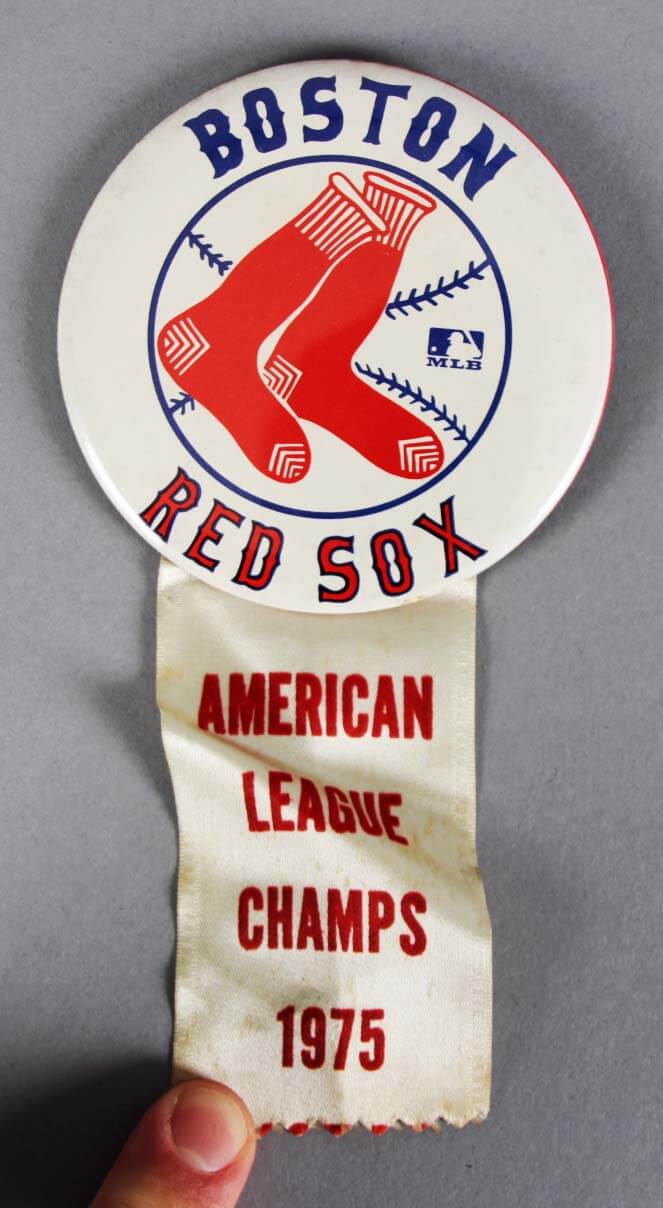 BOSTON
MLB
RED SOX
AMERICAN
LEAGUE
CHAMPS
1975